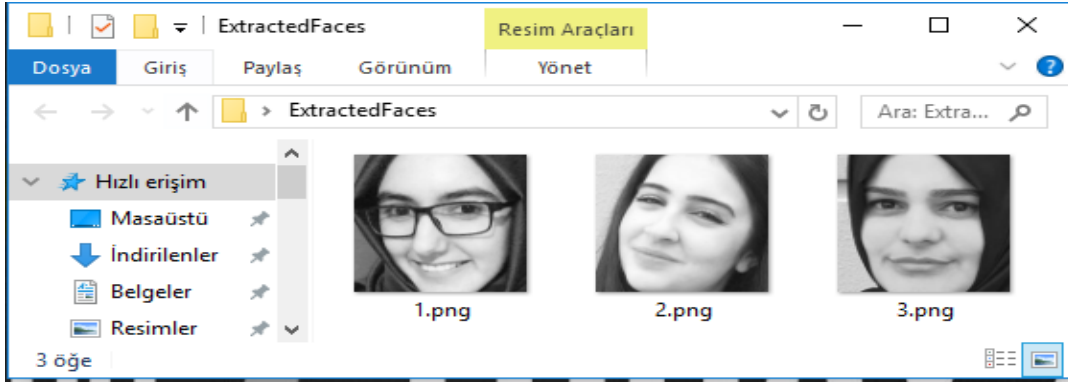 ExtractedFaces
Resim Araçları
Dosya Giriş Paylaş Görünüm Yönet
ExtractedFaces
Ara: Extra...
Hızlı erişim
Masaüstü
İndirilenler
Belgeler
Resimler
1.png 2.png 3.png
3 öğe